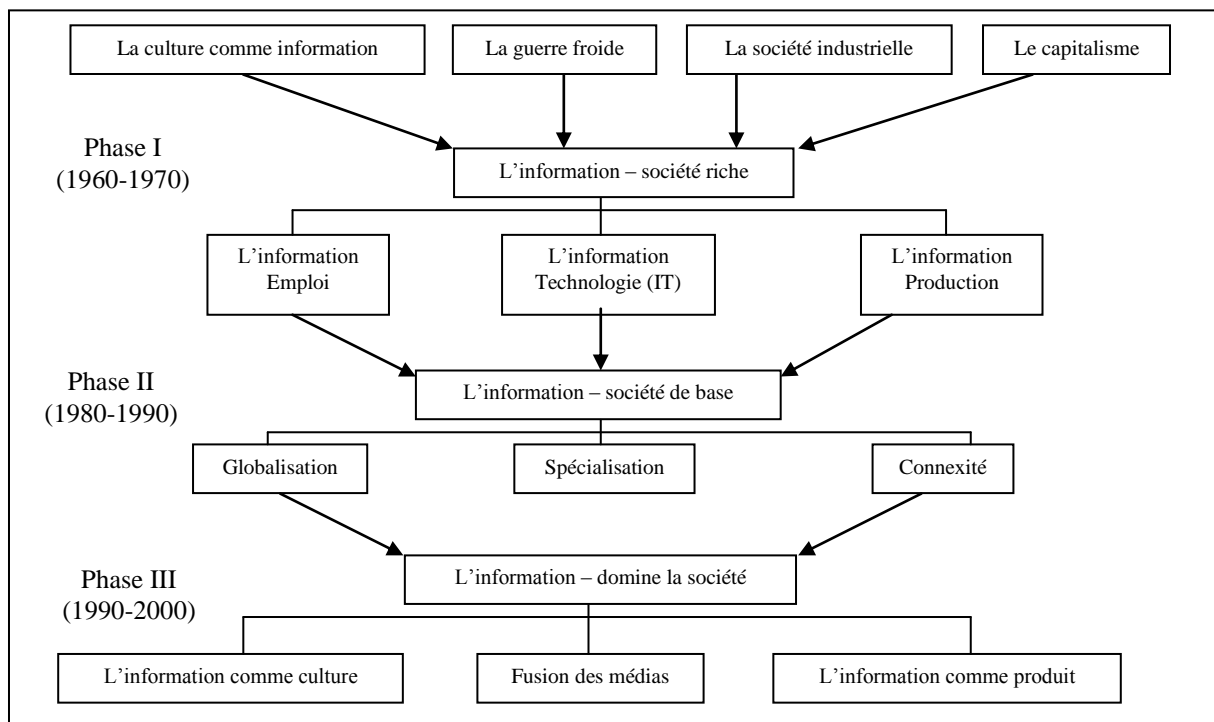 La culture comme information
La guerre froide
La société industrielle
Le capitalisme
Phase I
(1960-1970)
L’information – société riche
L’information
Emploi
L’information
Technologie (IT)
L’information
Production
Phase II
(1980-1990)
L’information – société de base
Globalisation
Spécialisation
Connexité
Phase III
(1990-2000)
L’information – domine la société
L’information comme culture
Fusion des médias
L’information comme produit